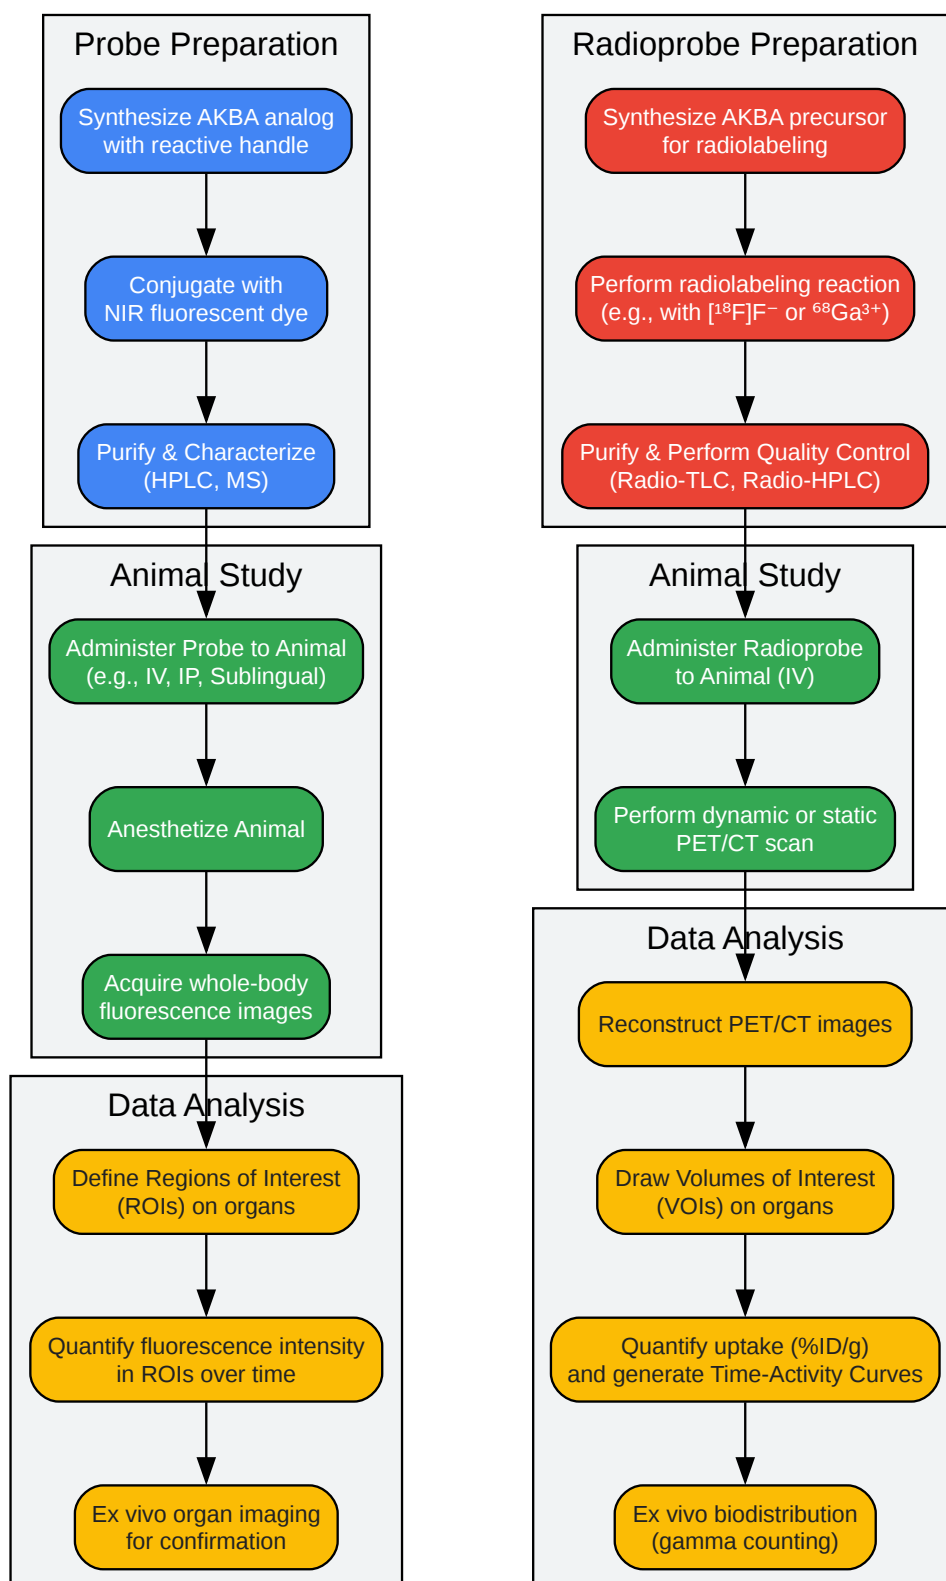 Probe Preparation
Synthesize AKBA analog
with reactive handle
Conjugate with
NIR fluorescent dye
Purify & Characterize
(HPLC, MS)
Animal Study
Administer Probe to Animal
(e.g., IV, IP, Sublingual)
Anesthetize Animal
Acquire whole-body
fluorescence images
Data Analysis
Define Regions of Interest
(ROIs) on organs
Quantify fluorescence intensity
in ROIs over time
Ex vivo organ imaging
for confirmation
Radioprobe Preparation
Synthesize AKBA precursor
for radiolabeling
Perform radiolabeling reaction
(e.g., with [¹⁸F]F⁻ or ⁶⁸Ga³⁺)
Purify & Perform Quality Control
(Radio-TLC, Radio-HPLC)
Animal Study
Administer Radioprobe
to Animal (IV)
Perform dynamic or static
PET/CT scan
Data Analysis
Reconstruct PET/CT images
Draw Volumes of Interest
(VOIs) on organs
Quantify uptake (%ID/g)
and generate Time-Activity Curves
Ex vivo biodistribution
(gamma counting)